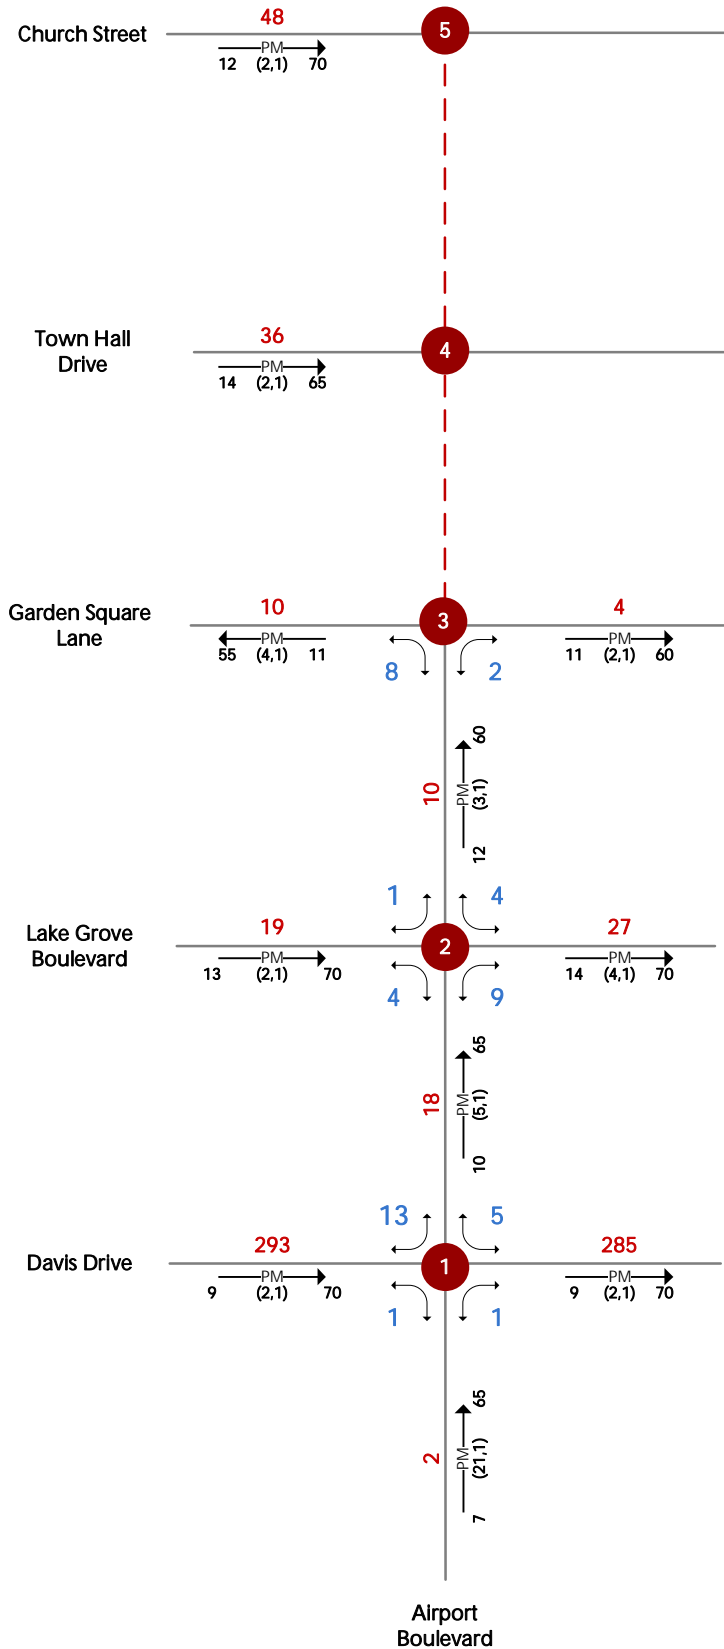 48
5
Church Street
PM
12 (2,1) 70
36
Town Hall
Drive
4
PM
14 (2,1) 65
10
4
Garden Square
Lane
3
PM
55 (4,1) 11
PM
11 (2,1) 60
8
2
60
10
PM
(3,1)
12
1
4
19
27
Lake Grove
Boulevard
2
PM
13 (2,1) 70
PM
14 (4,1) 70
4
9
65
18
PM
(5,1)
10
13
5
293
285
Davis Drive
1
PM
9 (2,1) 70
PM
9 (2,1) 70
1
1
65
2
PM
(21,1)
7
Airport
Boulevard